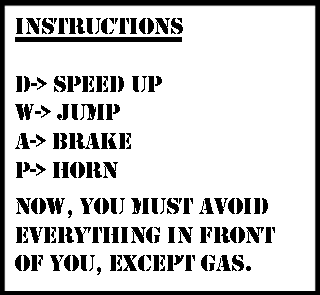 INSTRUCTIONS
D-> SPEED UP
W-> JUMP
A-> BRAKE
P-> HORN
NOW, YOU MUST AVOID
EVERYTHING IN FRONT
OF YOU, EXCEPT GAS.